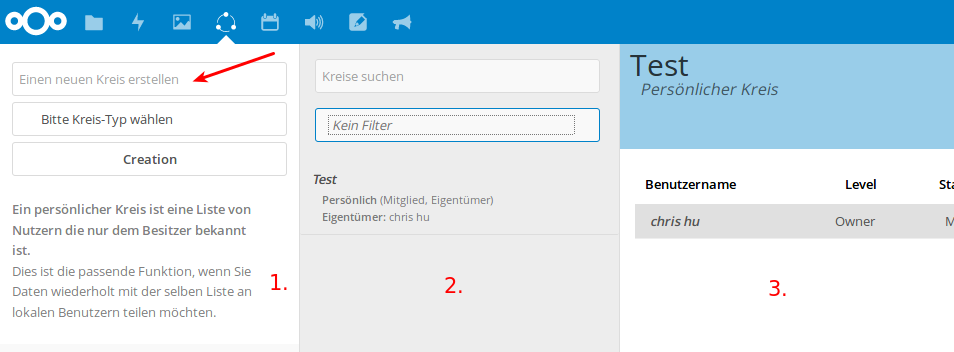 Einen neuen Kreis erstellen
Bitte Kreis-Typ wählen
Creation
Ein persönlicher Kreis ist eine Liste von
Nutzern die nur dem Besitzer bekannt
ist.
Dies ist die passende Funktion, wenn Sie
Daten wiederholt mit der selben Liste an
lokalen Benutzern teilen möchten.
1.
Kreise suchen
Kein Filter
Test
Persönlich (Mitglied, Eigentümer)
Eigentümer: chris hu
2.
Test
Persönlicher Kreis
Benutzername Level Sta
chris hu Owner M
3.